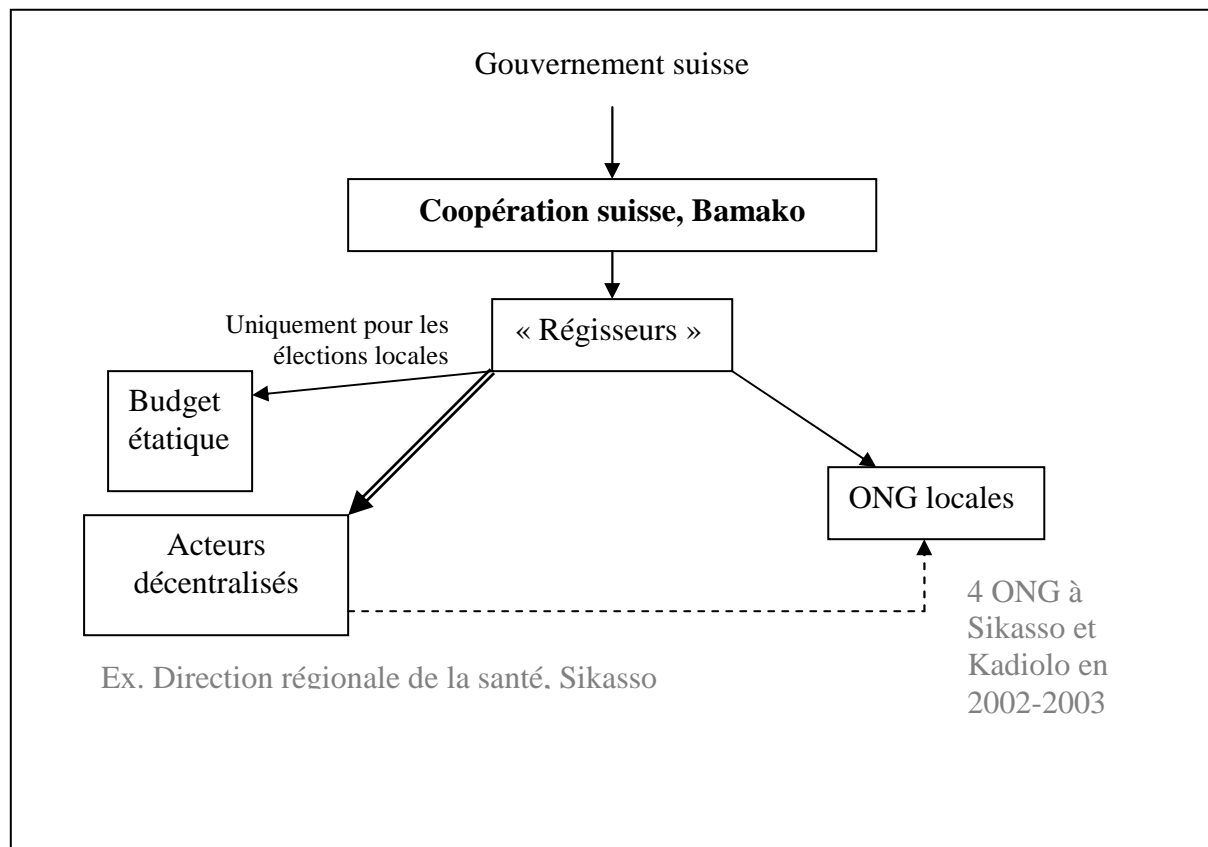 Gouvernement suisse
Coopération suisse, Bamako
« Régisseurs »
Uniquement pour les
élections locale
Budget
étatique
ONG locales
Acteurs
décentralisés
4 ONG à
Sikasso et
Kadiolo en
2002-2003
Ex. Direction régionale de la santé, Sikasso